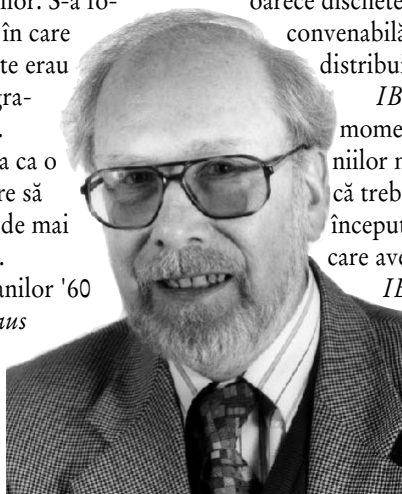 nilor. S-a fo-
în care
te erau
gra-
.
a ca o
re să
de mai
.
anilor '60
aus
oarece dischete
convenabilă
distribui
IB
mome
niilor n
că treb
început
care ave
IB